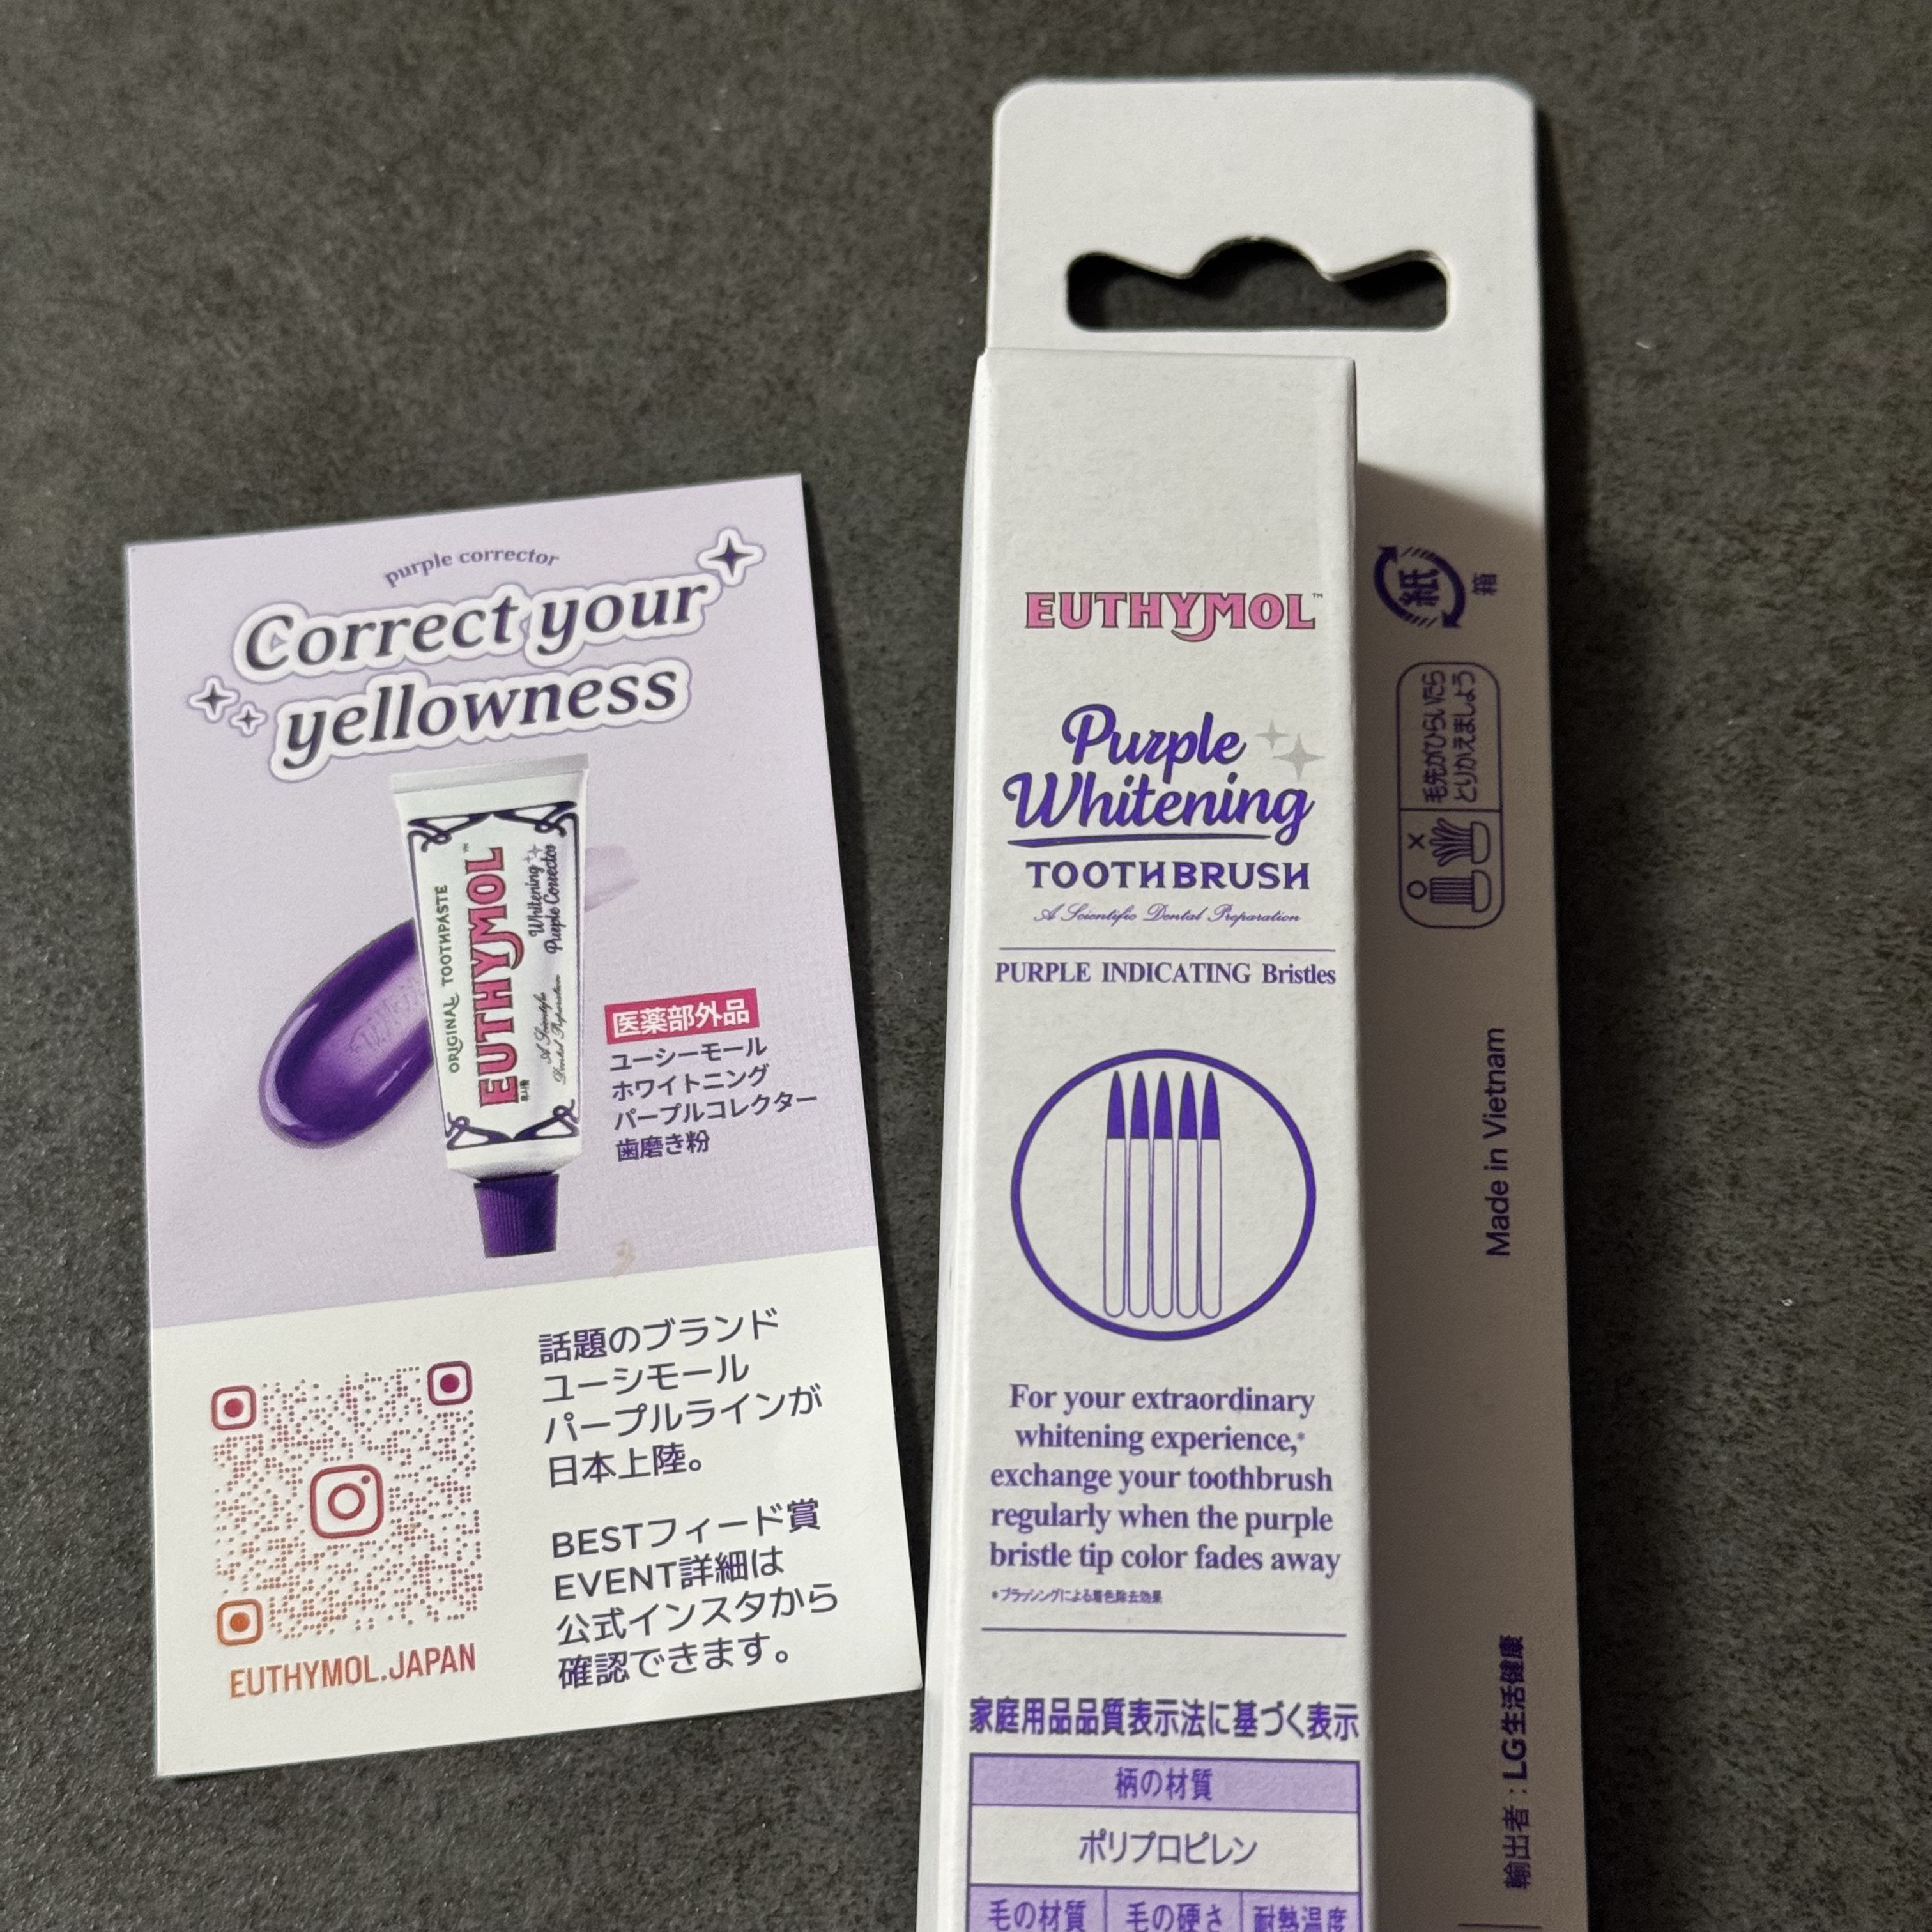 purple corrector
Correct your
yellowness
ORIGINAL TOOTHPASTE
EUTHYMOL™
Whitening
Purple Corrector
A Scientific
Dental Preparation
医薬部外品
ユーシーモール
ホワイトニング
パープルコレクター
歯磨き粉
話題のブランド
ユーシモール
パープルラインが
日本上陸。
BESTフィード賞
EVENT詳細は
公式インスタから
確認できます。
EUTHYMOL.JAPAN
EUTHYMOL™
Purple
Whitening
TOOTHBRUSH
A Scientific Dental Preparation
PURPLE INDICATING Bristles
For your extraordinary
whitening experience,*
exchange your toothbrush
regularly when the purple
bristle tip color fades away
*ブラッシングによる着色除去効果
家庭用品品質表示法に基づく表示
柄の材質
ポリプロピレン
毛の材質 毛の硬さ 耐熱温度
紙
箱
毛先がひらいたら
とりかえましょう
Made in Vietnam
輸出者：LG生活健康